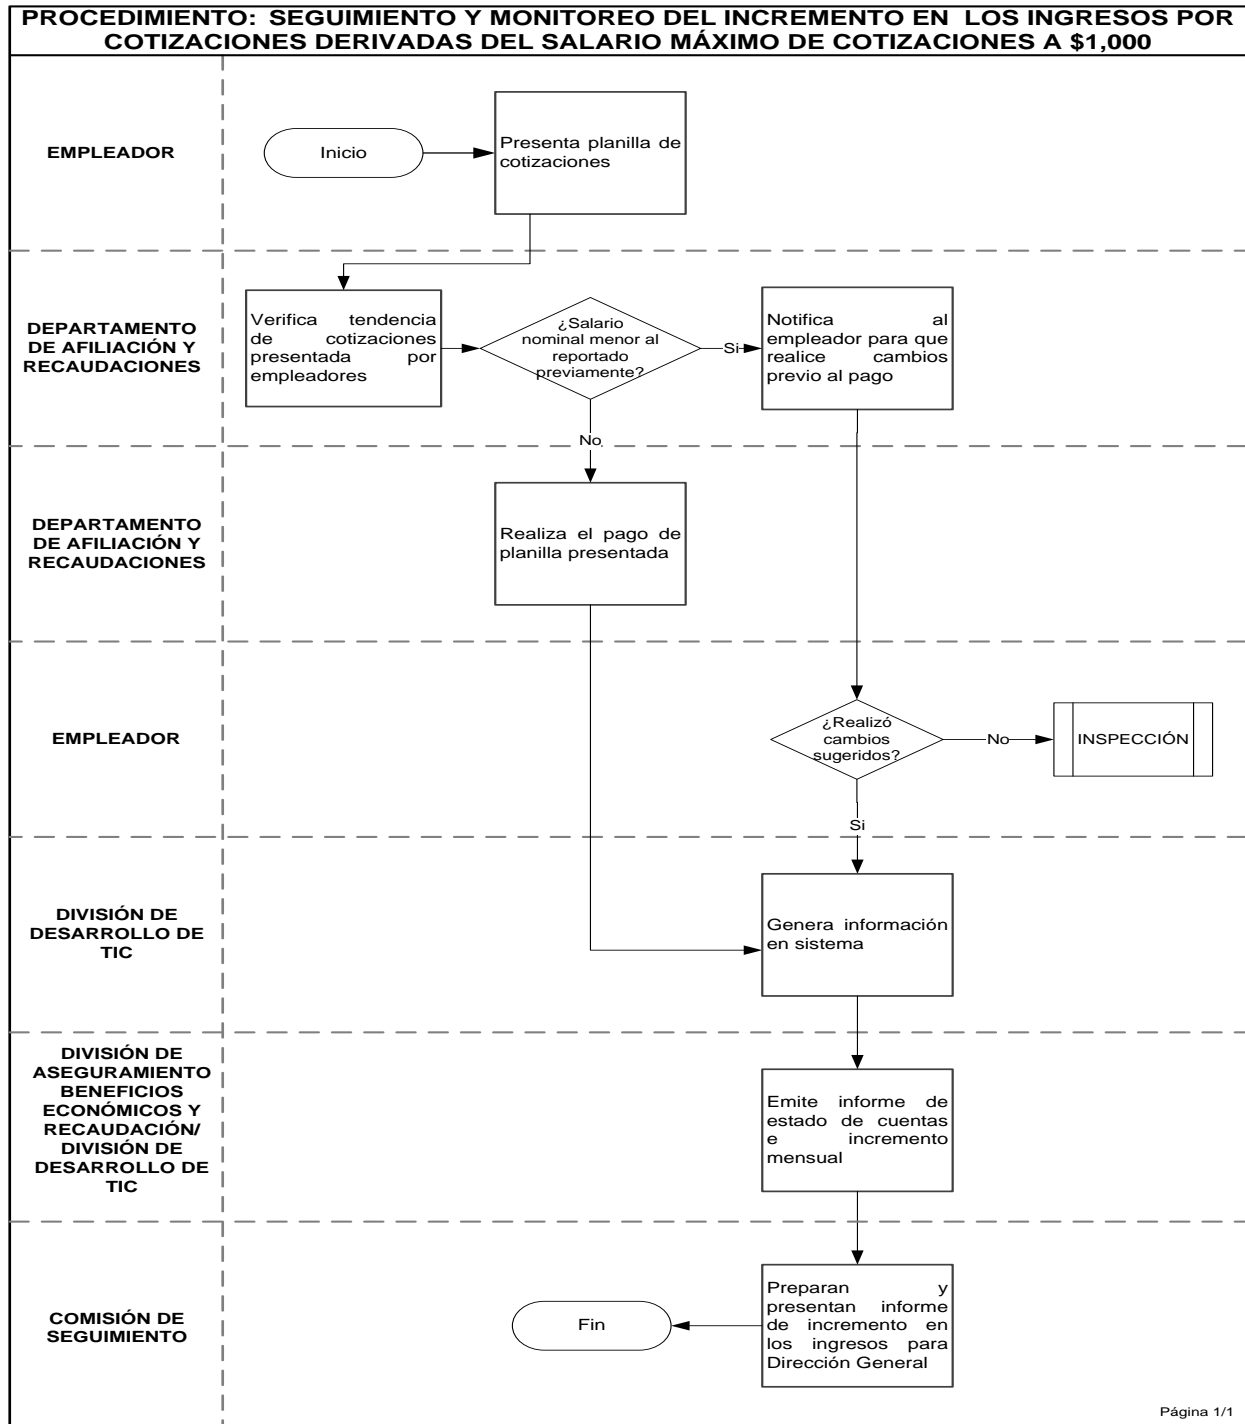 PROCEDIMIENTO: SEGUIMIENTO Y MONITOREO DEL INCREMENTO EN LOS INGRESOS POR
COTIZACIONES DERIVADAS DEL SALARIO MÁXIMO DE COTIZACIONES A $1,000
EMPLEADOR
Inicio
Presenta planilla de
cotizaciones
DEPARTAMENTO
DE AFILIACIÓN Y
RECAUDACIONES
Verifica tendencia
de cotizaciones
presentada por
empleadores
¿Salario
nominal menor al
reportado
previamente?
Si
Notifica al
empleador para que
realice cambios
previo al pago
No
DEPARTAMENTO
DE AFILIACIÓN Y
RECAUDACIONES
Realiza el pago de
planilla presentada
EMPLEADOR
¿Realizó
cambios
sugeridos?
No
INSPECCIÓN
Si
DIVISIÓN DE
DESARROLLO DE
TIC
Genera información
en sistema
DIVISIÓN DE
ASEGURAMIENTO
BENEFICIOS
ECONÓMICOS Y
RECAUDACIÓN/
DIVISIÓN DE
DESARROLLO DE
TIC
Emite informe de
estado de cuentas
e incremento
mensual
COMISIÓN DE
SEGUIMIENTO
Fin
Preparan y
presentan informe
de incremento en
los ingresos para
Dirección General
Página 1/1